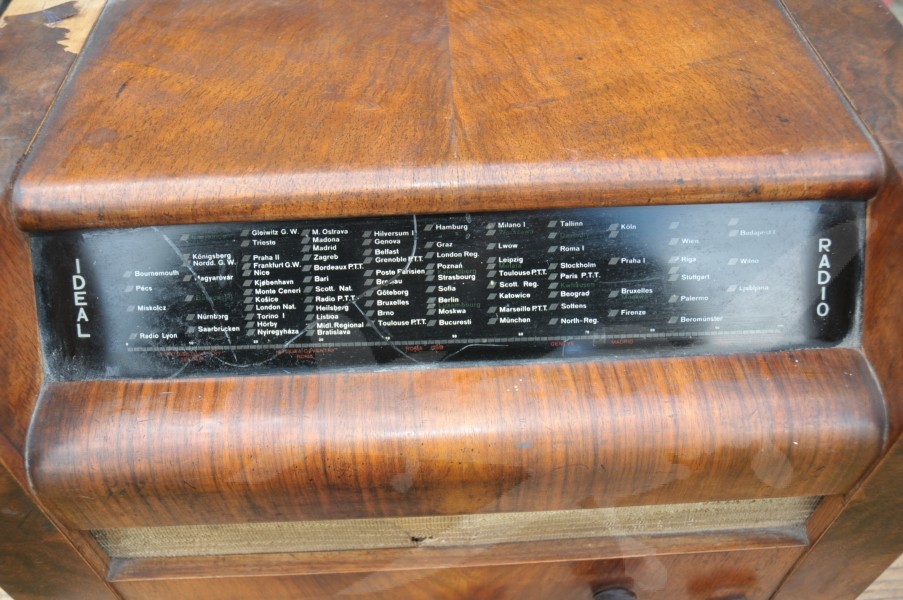 IDEAL
Bournemouth
Pécs
Miskolcz
Radio Lyon
Königsberg
Nordd. G.W.
Magyaróvár
Nürnberg
Saarbrücken
Gleiwitz G.W.
Trieste
Praha II
Frankfurt G.W.
Nice
Kjøbenhavn
Monte Ceneri
Košice
London Nat.
Torino I
Hörby
Nyiregyháza
M. Ostrava
Madona
Madrid
Zagreb
Bordeaux P.T.T.
Bari
Scott. Nat.
Radio P.T.T.
Heilsberg
Lisboa
Midl. Regional
Bratislava
Hilversum I
Genova
Belfast
Grenoble P.T.T.
Poste Parisien
Breslau
Göteborg
Bruxelles
Brno
Toulouse P.T.T.
Hamburg
Graz
London Reg.
Poznań
Strasbourg
Sofia
Berlin
Moskwa
Bucuresti
Milano I
Lwow
Leipzig
Toulouse P.T.T.
Scott. Reg.
Katowice
Marseille P.T.T.
München
Tallinn
Roma I
Stockholm
Paris P.T.T.
Beograd
Sottens
North-Reg.
Köln
Praha I
Bruxelles
Firenze
Wien
Riga
Stuttgart
Palermo
Beromünster
Budapest I
Wilno
Ljubljana
RADIO